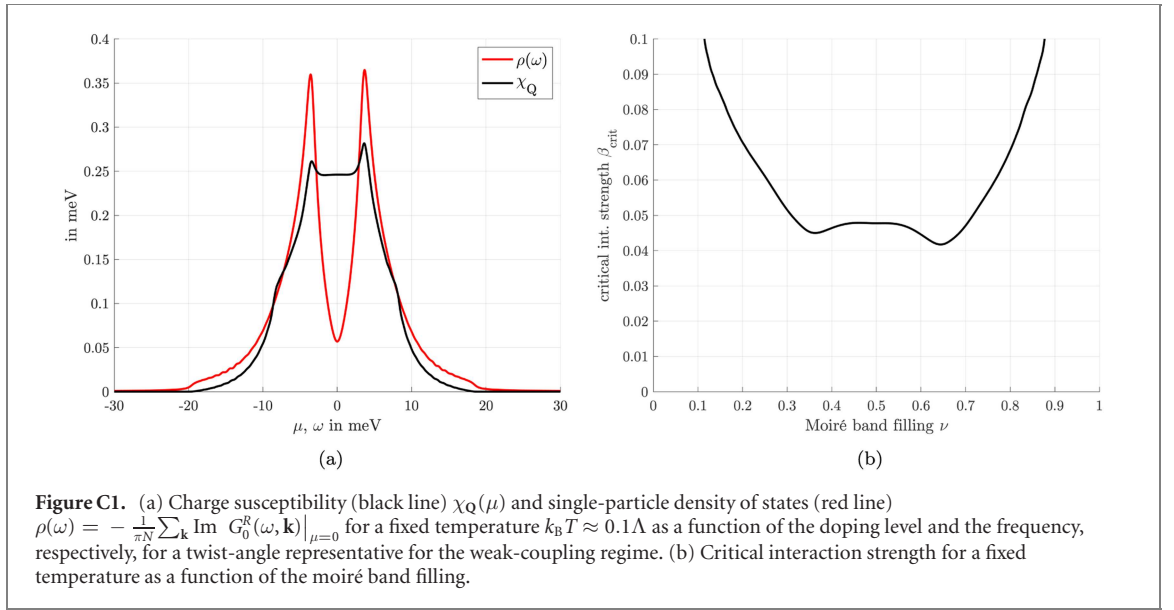 0.4
0.35
0.3
0.25
0.2
0.15
0.1
0.05
0
in meV
ρ(ω)
χ_Q
-30 -20 -10 0 10 20 30
μ, ω in meV
(a)
0.1
0.09
0.08
0.07
0.06
0.05
0.04
0.03
0.02
0.01
0
critical int. strength β_crit
0 0.1 0.2 0.3 0.4 0.5 0.6 0.7 0.8 0.9 1
Moiré band filling ν
(b)
Figure C1. (a) Charge susceptibility (black line) χ_Q(μ) and single-particle density of states (red line)
ρ(ω) = − 1/(πN) ∑_k Im G_0^R(ω, k)|_{μ=0} for a fixed temperature k_BT ≈ 0.1Λ as a function of the doping level and the frequency,
respectively, for a twist-angle representative for the weak-coupling regime. (b) Critical interaction strength for a fixed
temperature as a function of the moiré band filling.